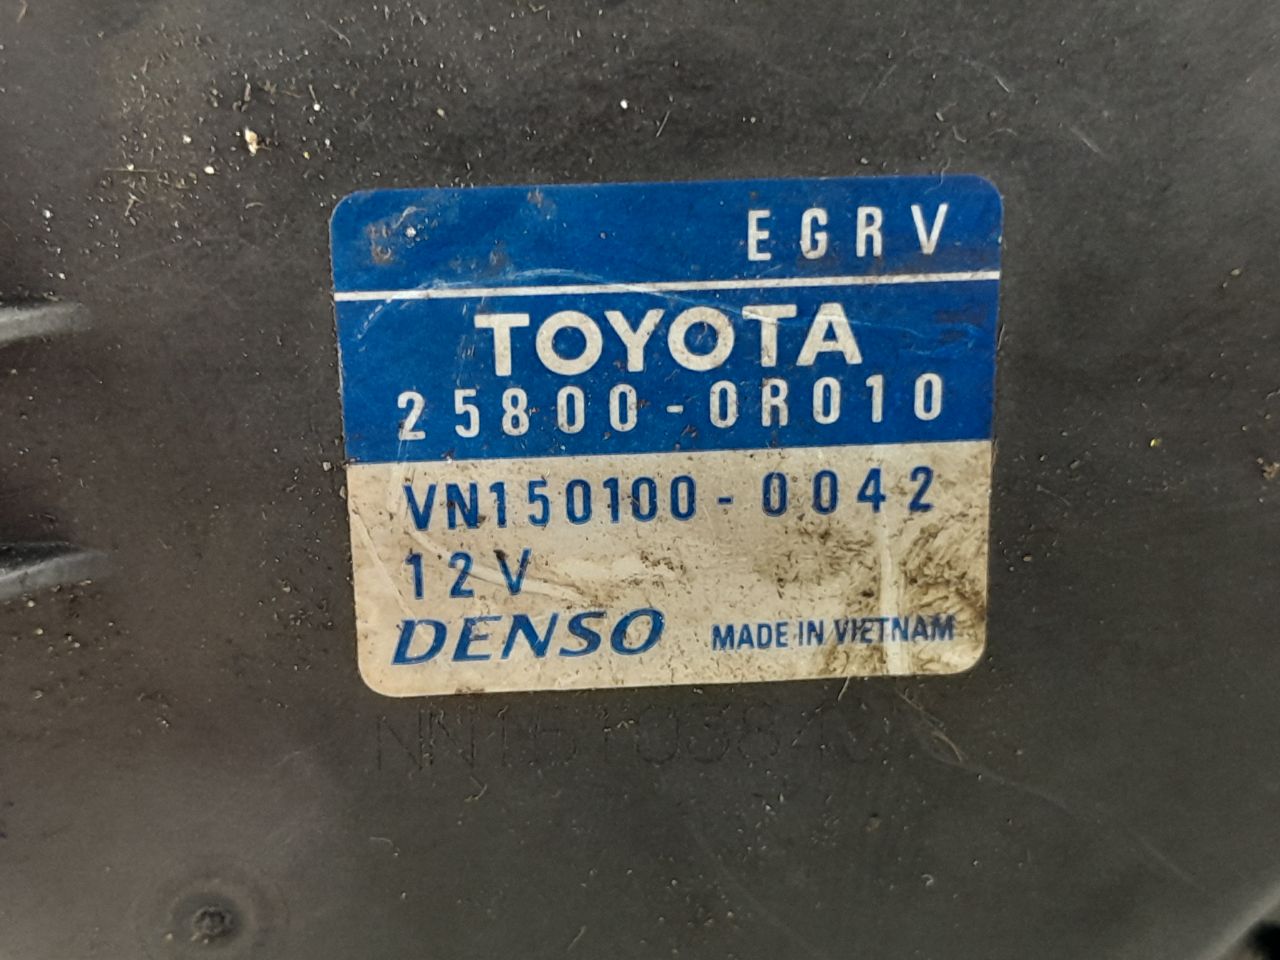 EGRV
TOYOTA
25800-0R010
VN150100-0042
12V
DENSO MADE IN VIETNAM